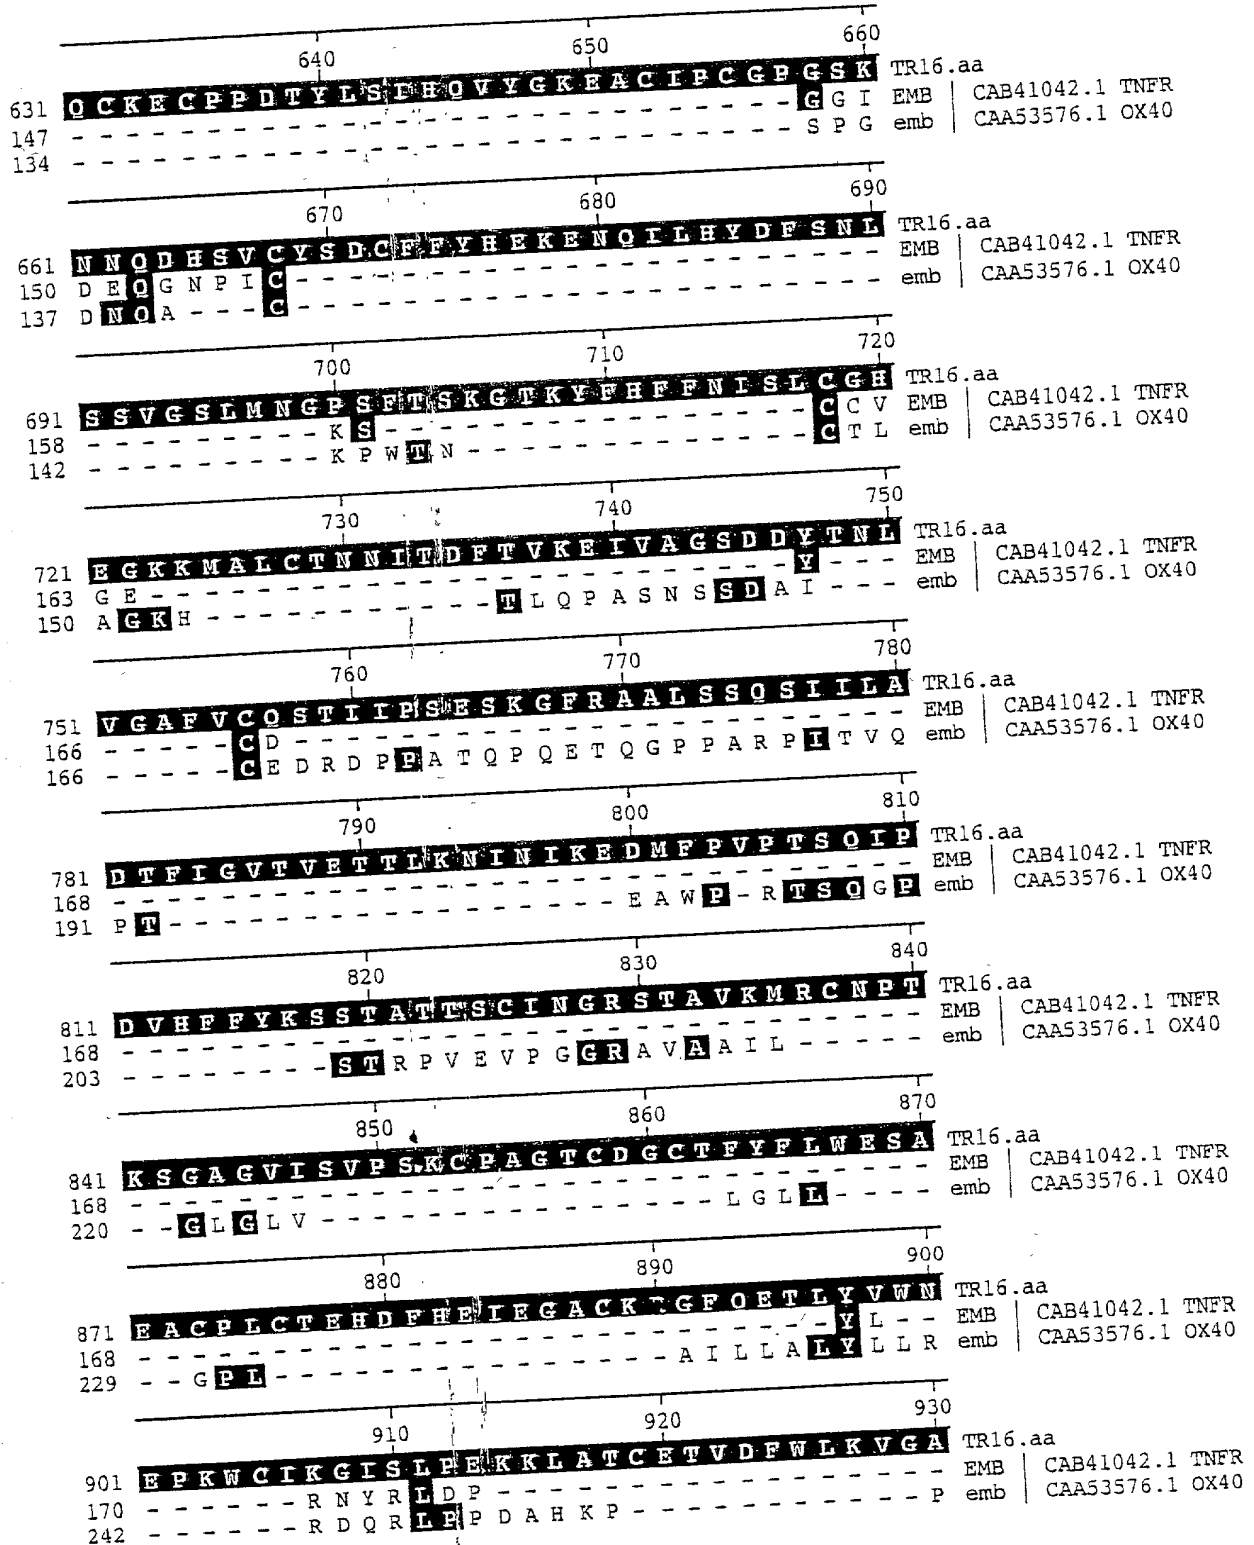 640 650 660
631 Q C K E C P P D T Y L S I H Q V Y G K E A C I P C G P G S K TR16.aa
147 - - - - - - - - - - - - - - - - - - - - - - - - - - - G G I EMB | CAB41042.1 TNFR
134 - - - - - - - - - - - - - - - - - - - - - - - - - - - S P G emb | CAA53576.1 OX40
670 680 690
661 N N Q D H S V C Y S D C F F Y H E K E N Q I L H Y D F S N L TR16.aa
150 D E Q G N P I C - - - - - - - - - - - - - - - - - - - - - - EMB | CAB41042.1 TNFR
137 D N Q A - - - C - - - - - - - - - - - - - - - - - - - - - - emb | CAA53576.1 OX40
700 710 720
691 S S V G S L M N G P S F T S K G T K Y F H F F N I S L C G H TR16.aa
158 - - - - - - - - - K S - - - - - - - - - - - - - - - - C C V EMB | CAB41042.1 TNFR
142 - - - - - - - - - K P W T N - - - - - - - - - - - - - C T L emb | CAA53576.1 OX40
730 740 750
721 E G K K M A L C T N N I T D F T V K E I V A G S D D Y T N L TR16.aa
163 G E - - - - - - - - - - - - - - - - - - - - - - - - Y - - - EMB | CAB41042.1 TNFR
150 A G K H - - - - - - - - - - - T L Q P A S N S S D A I - - - emb | CAA53576.1 OX40
760 770 780
751 V G A F V C Q S T I I P S E S K G F R A A L S S Q S I I L A TR16.aa
166 - - - - - C D - - - - - - - - - - - - - - - - - - - - - - - EMB | CAB41042.1 TNFR
166 - - - - - C E D R D P P A T Q P Q E T Q G P P A R P I T V Q emb | CAA53576.1 OX40
790 800 810
781 D T F I G V T V E T T L K N I N I K E D M F P V P T S Q I P TR16.aa
168 - - - - - - - - - - - - - - - - - - - - - - - - - - - - - - EMB | CAB41042.1 TNFR
191 P T - - - - - - - - - - - - - - - - - E A W P - R T S Q G P emb | CAA53576.1 OX40
820 830 840
811 D V H F F Y K S S T A T T S C I N G R S T A V K M R C N P T TR16.aa
168 - - - - - - - - - - - - - - - - - - - - - - - - - - - - - - EMB | CAB41042.1 TNFR
203 - - - - - - - - S T R P V E V P G G R A V A A I L - - - - - emb | CAA53576.1 OX40
850 860 870
841 K S G A G V I S V P S K C P A G T C D G C T F Y F L W E S A TR16.aa
168 - - - - - - - - - - - - - - - - - - - - - - - - - - - - - - EMB | CAB41042.1 TNFR
220 - - G L G L V - - - - - - - - - - - - - - - L G L L - - - - emb | CAA53576.1 OX40
880 890 900
871 E A C P L C T E H D F H E I E G A C K G F Q E T L Y V W N TR16.aa
168 - - - - - - - - - - - - - - - - - - - - - - - - - - Y L - - EMB | CAB41042.1 TNFR
229 - - G P L - - - - - - - - - - - - - - - A I L L A L Y L L R emb | CAA53576.1 OX40
910 920 930
901 E P K W C I K G I S L P E K K L A T C E T V D F W L K V G A TR16.aa
170 - - - - - - R N Y R L D P - - - - - - - - - - - - - - - - - EMB | CAB41042.1 TNFR
242 - - - - - - R D Q R L P P D A H K P - - - - - - - - - - - P emb | CAA53576.1 OX40